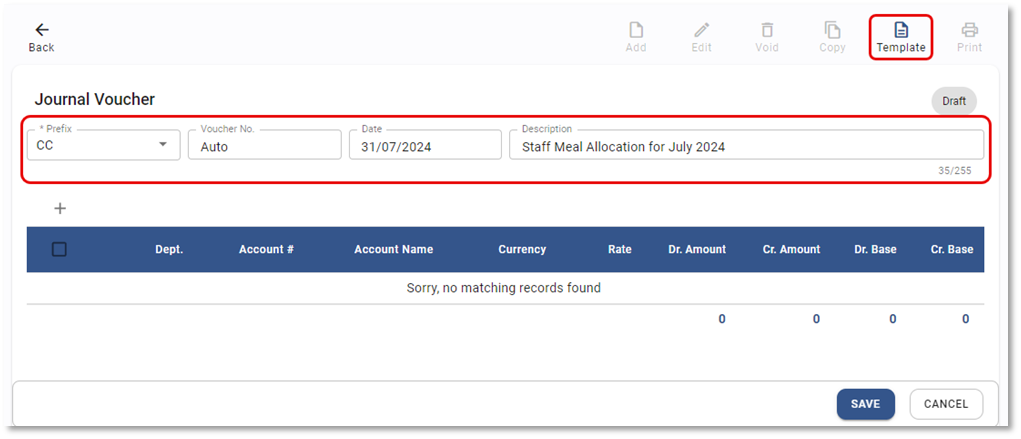 Back
Add Edit Void Copy Template Print
Journal Voucher
Draft
* Prefix Voucher No. Date Description
CC Auto 31/07/2024 Staff Meal Allocation for July 2024
35/255
+
Dept. Account # Account Name Currency Rate Dr. Amount Cr. Amount Dr. Base Cr. Base
Sorry, no matching records found
0 0 0 0
SAVE CANCEL